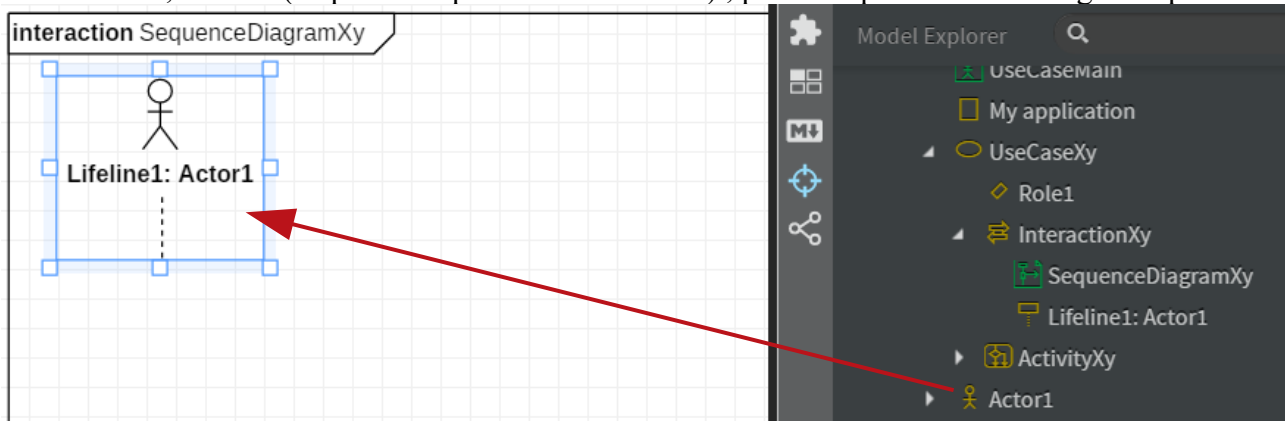 interaction SequenceDiagramXy
Lifeline1: Actor1
M
Model Explorer
UseCaseMain
My application
UseCaseXy
Role1
InteractionXy
SequenceDiagramXy
Lifeline1: Actor1
ActivityXy
Actor1